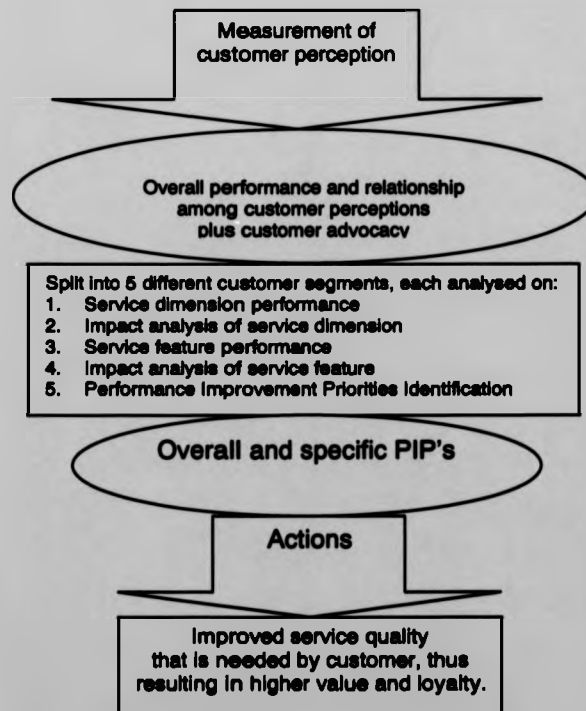 Measurement of
customer perception
Overall performance and relationship
among customer perceptions
plus customer advocacy
Split into 5 different customer segments, each analysed on:
1. Service dimension performance
2. Impact analysis of service dimension
3. Service feature performance
4. Impact analysis of service feature
5. Performance Improvement Priorities Identification
Overall and specific PIP's
Actions
Improved service quality
that is needed by customer, thus
resulting in higher value and loyalty.